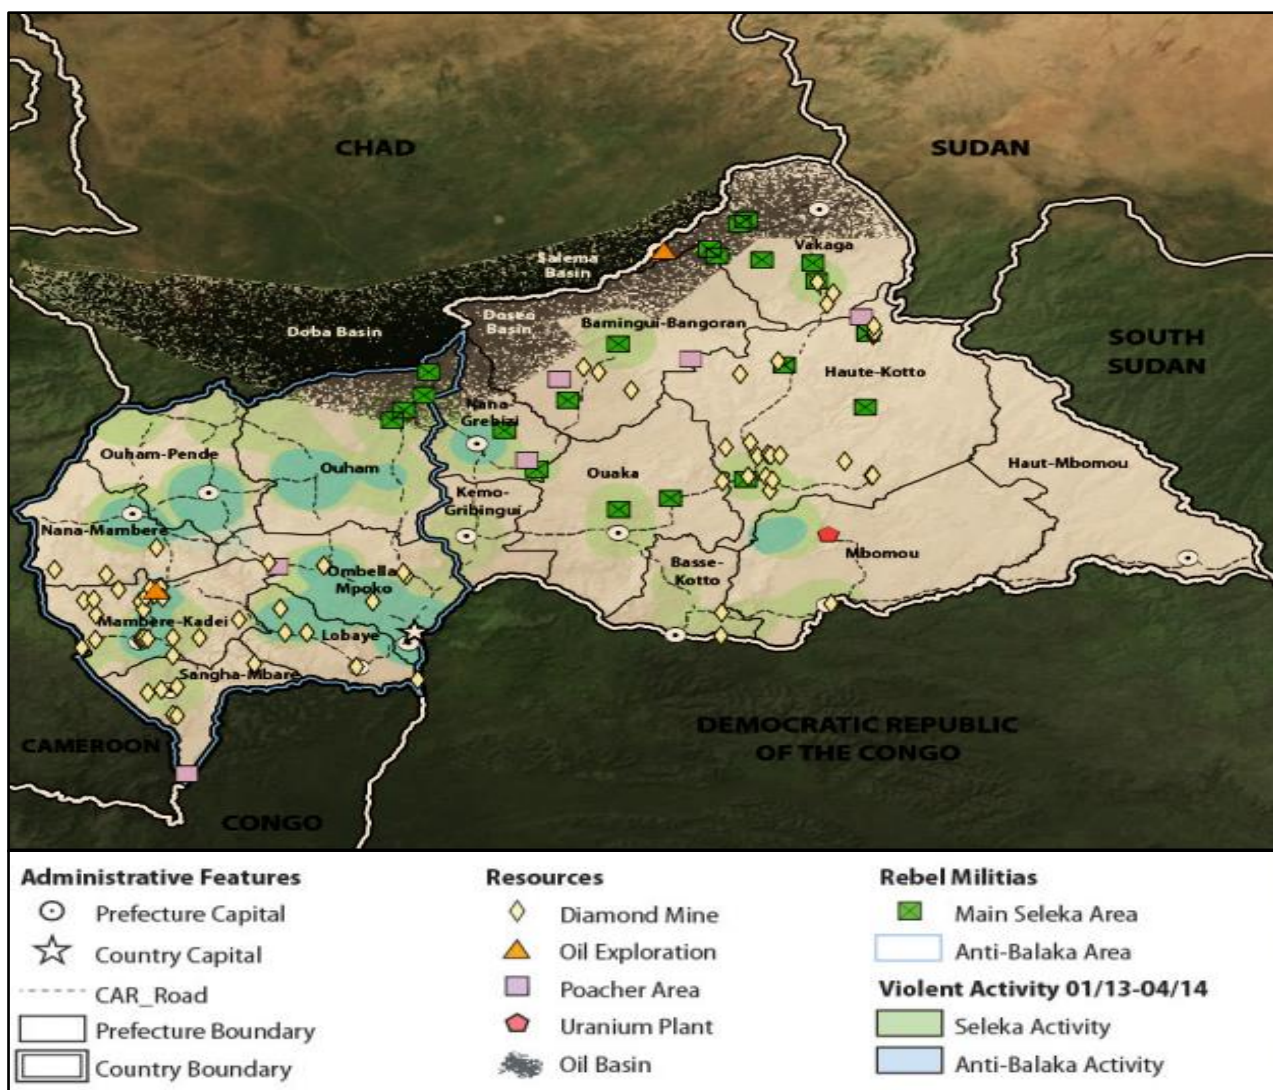 CHAD
SUDAN
Salema
Basin
Vakaga
Doba Basin
Doseo
Basin
Bamingui-Bangoran
SOUTH
SUDAN
Haute-Kotto
Nana-
Grebizi
Ouham-Pende
Ouham
Ouaka
Haut-Mbomou
Kemo-
Gribingui
Nana-Mambere
Mbomou
Basse-
Kotto
Ombella
Mpoko
Mambere-Kadei
Lobaye
Sangha-Mbare
CAMEROON
DEMOCRATIC REPUBLIC
OF THE CONGO
CONGO
Administrative Features
Prefecture Capital
Country Capital
CAR_Road
Prefecture Boundary
Country Boundary
Resources
Diamond Mine
Oil Exploration
Poacher Area
Uranium Plant
Oil Basin
Rebel Militias
Main Seleka Area
Anti-Balaka Area
Violent Activity 01/13-04/14
Seleka Activity
Anti-Balaka Activity